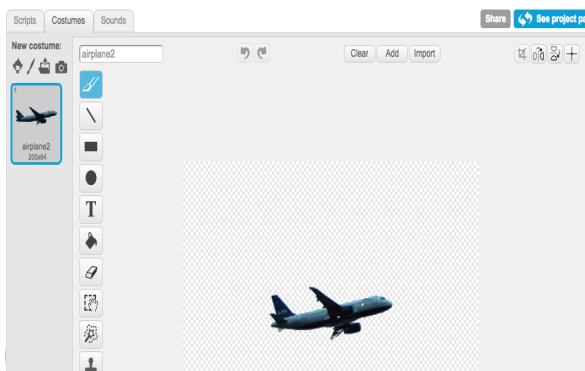 Scripts Costumes Sounds
Share See project pa
New costume:
airplane2
Clear Add Import
1
airplane2
200x64
T